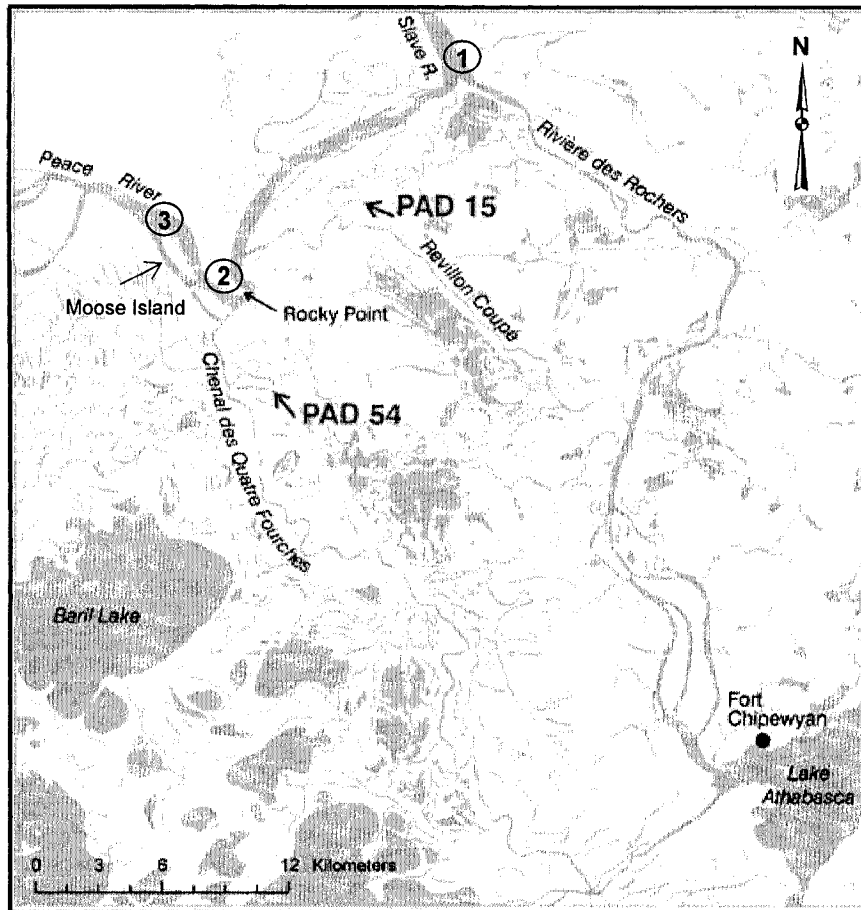 Slave R.
1
N
Peace River
Rivière des Rochers
PAD 15
3
2
Revillon Coupé
Moose Island
Rocky Point
Chenal des Quatre Fourches
PAD 54
Baril Lake
Fort
Chipewyan
Lake
Athabasca
0 3 6 12 Kilometers